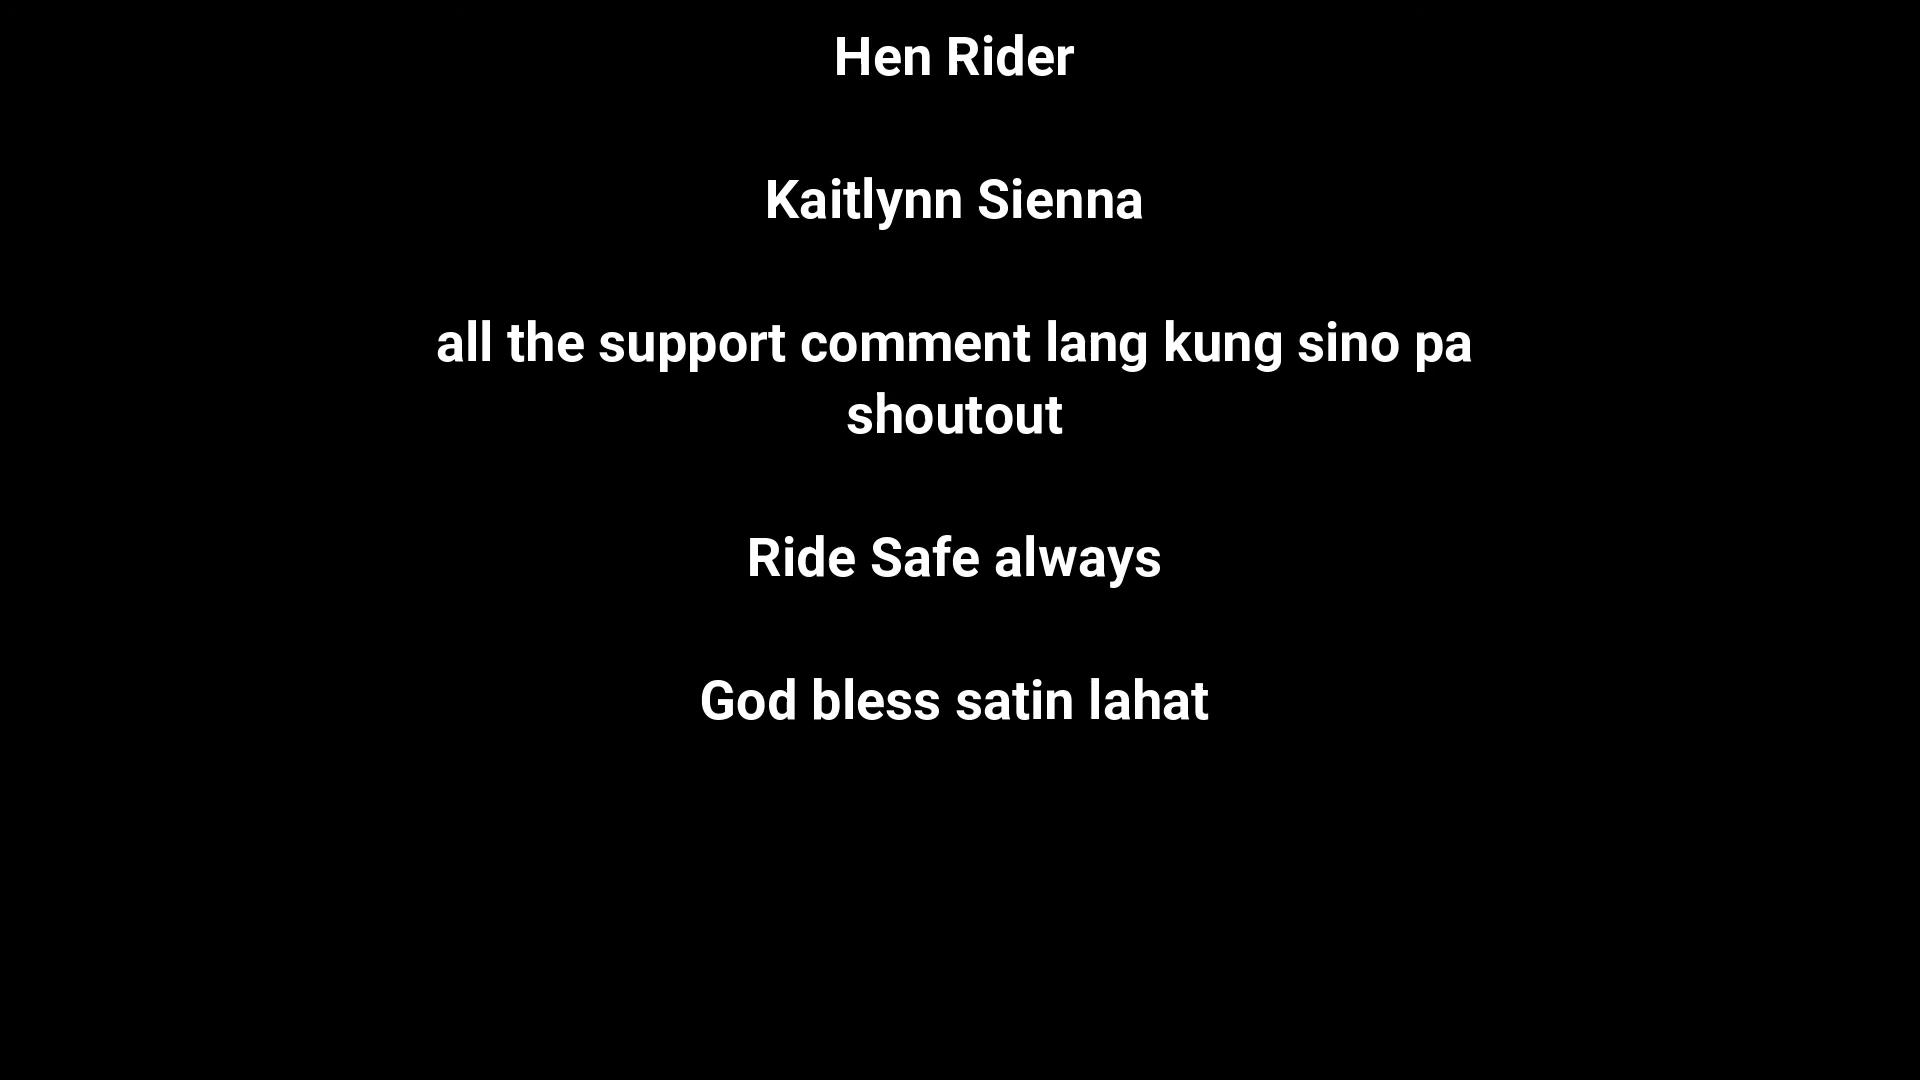 Hen Rider
Kaitlynn Sienna
all the support comment lang kung sino pa
shoutout
Ride Safe always
God bless satin lahat